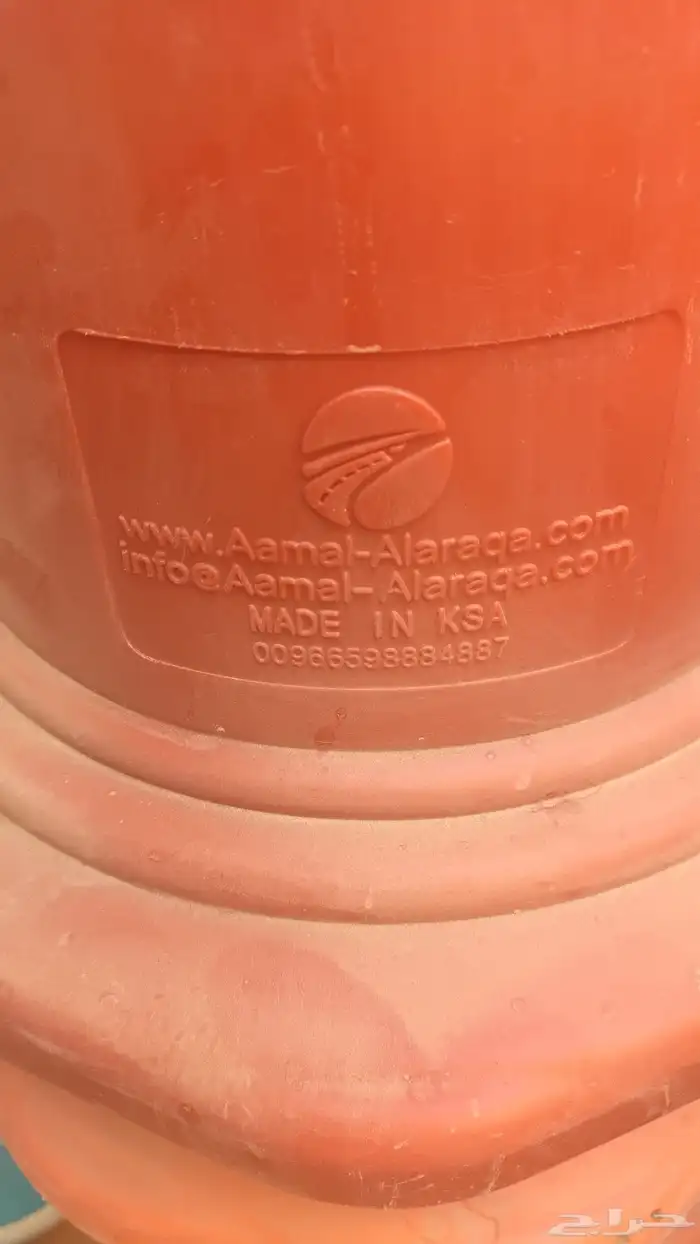 www.Aamal-Alaraqa.com
info@Aamal-Alaraqa.com
MADE IN KSA
00966598884887
حراج